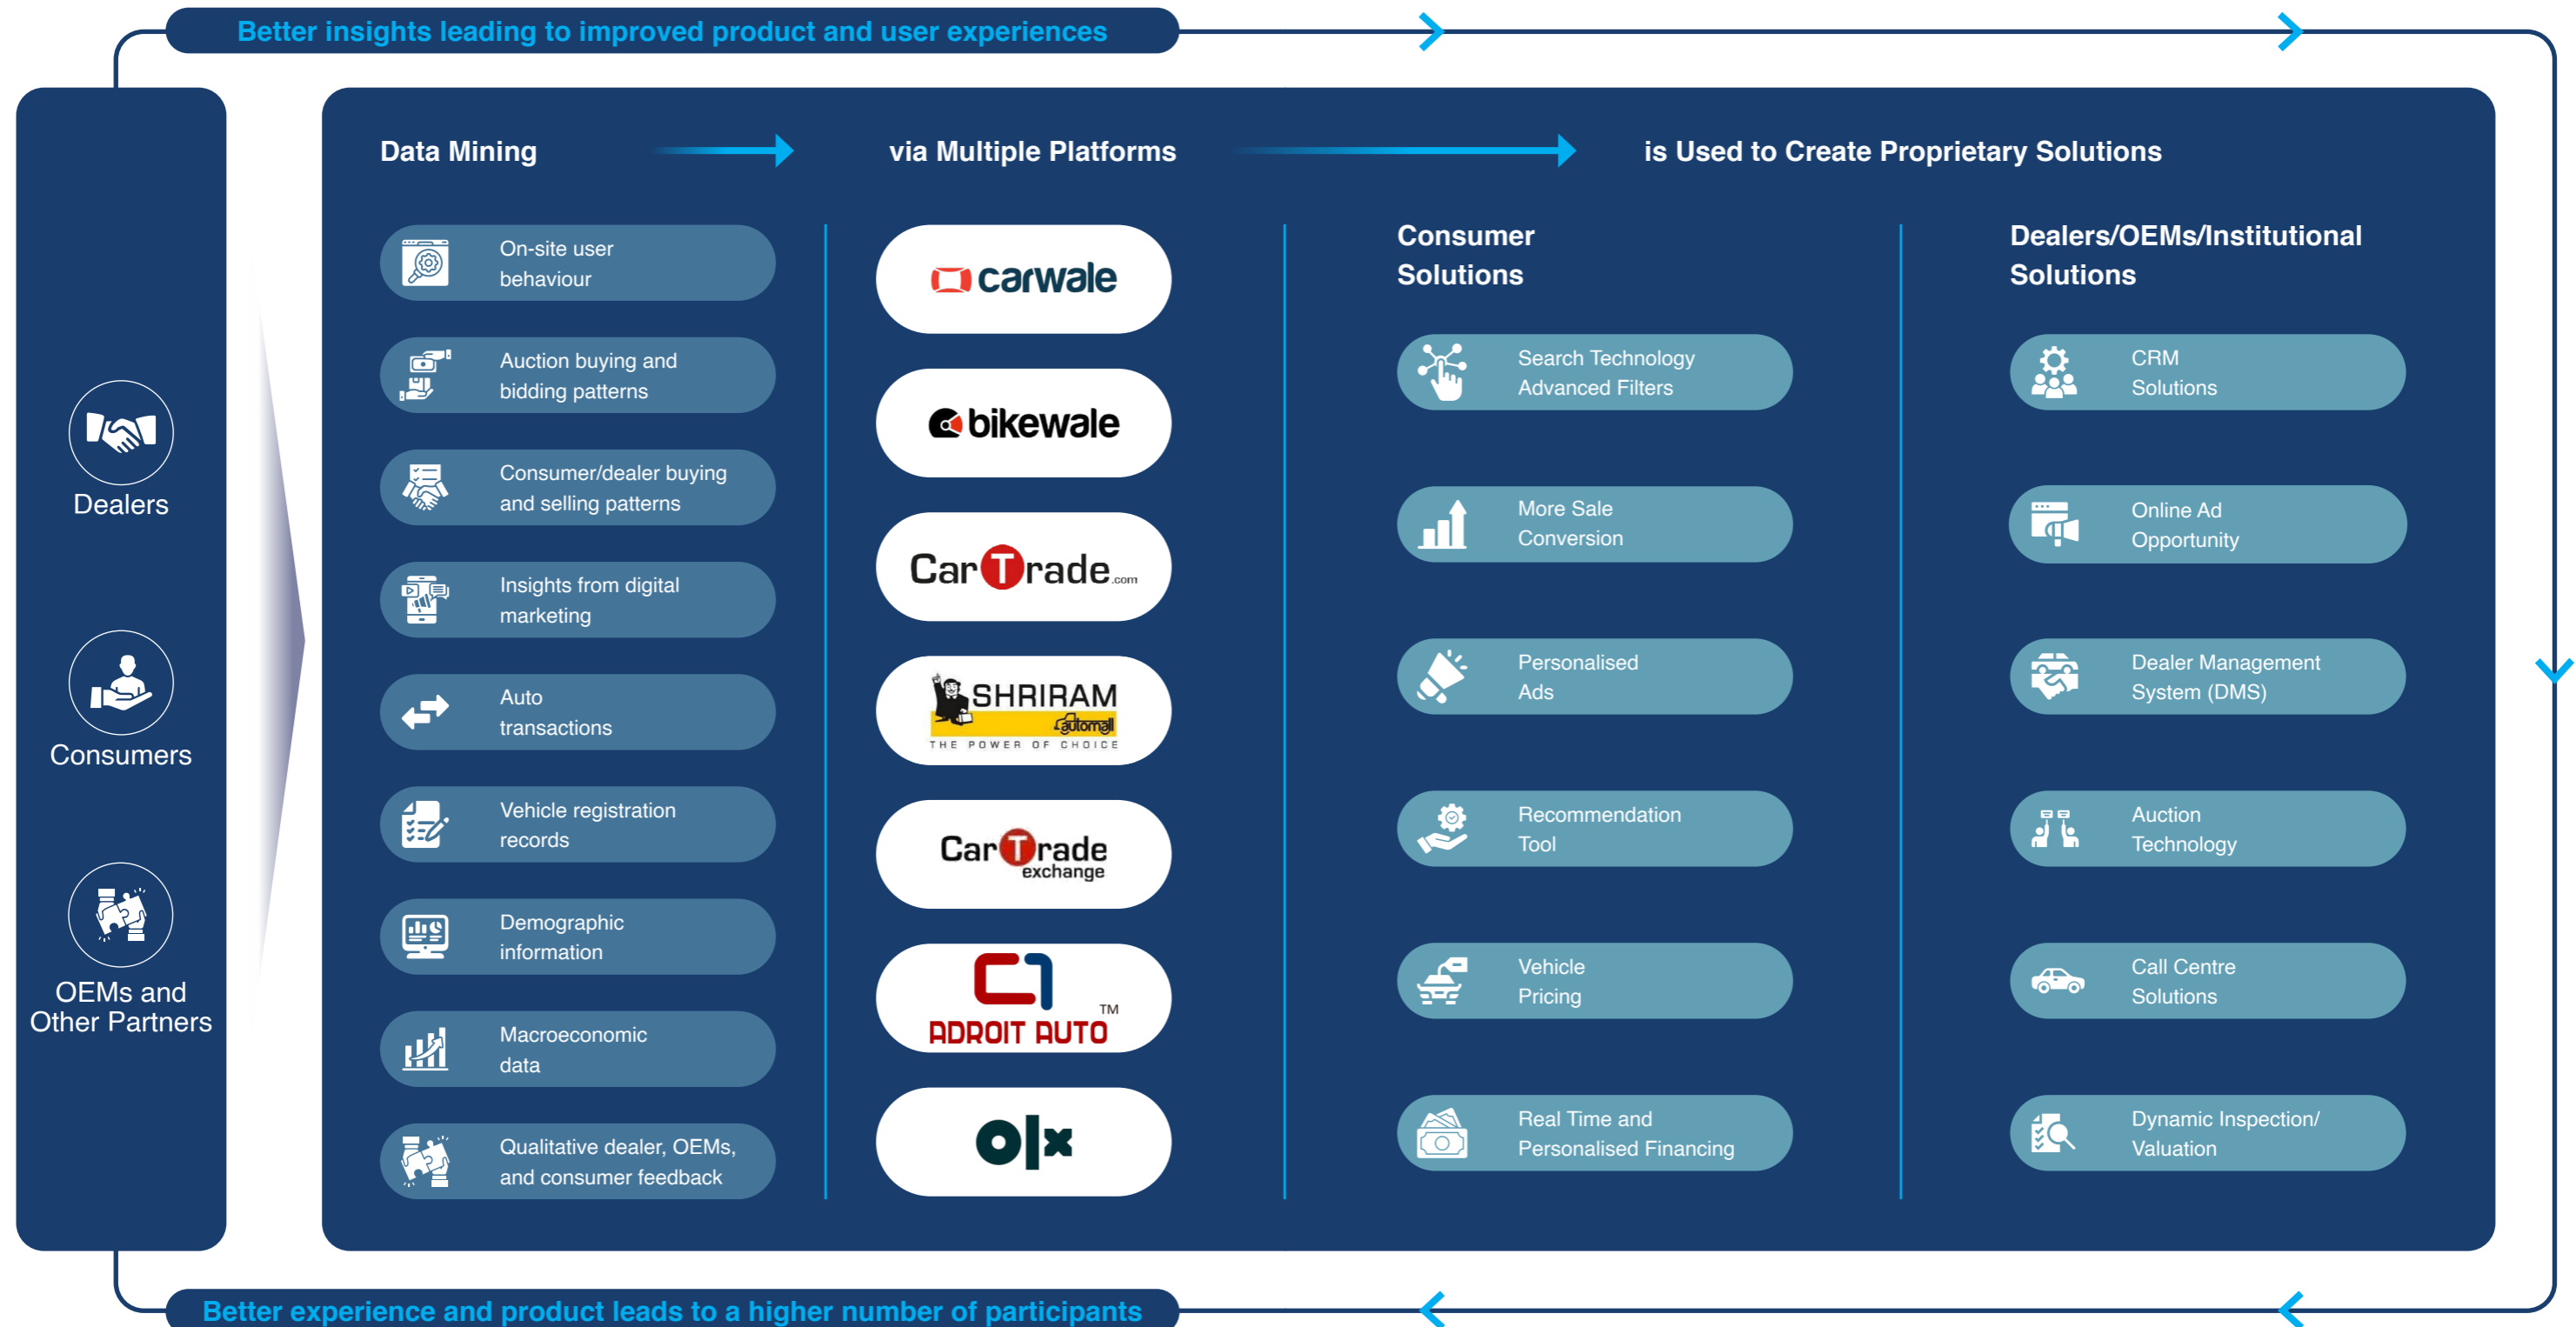 Better insights leading to improved product and user experiences
Dealers
Consumers
OEMs and
Other Partners
Data Mining
via Multiple Platforms
is Used to Create Proprietary Solutions
On-site user
behaviour
Auction buying and
bidding patterns
Consumer/dealer buying
and selling patterns
Insights from digital
marketing
Auto
transactions
Vehicle registration
records
Demographic
information
Macroeconomic
data
Qualitative dealer, OEMs,
and consumer feedback
carwale
bikewale
CarTrade.com
SHRIRAM
automall
THE POWER OF CHOICE
CarTrade
exchange
ADROIT AUTO TM
olx
Consumer
Solutions
Search Technology
Advanced Filters
More Sale
Conversion
Personalised
Ads
Recommendation
Tool
Vehicle
Pricing
Real Time and
Personalised Financing
Dealers/OEMs/Institutional
Solutions
CRM
Solutions
Online Ad
Opportunity
Dealer Management
System (DMS)
Auction
Technology
Call Centre
Solutions
Dynamic Inspection/
Valuation
Better experience and product leads to a higher number of participants